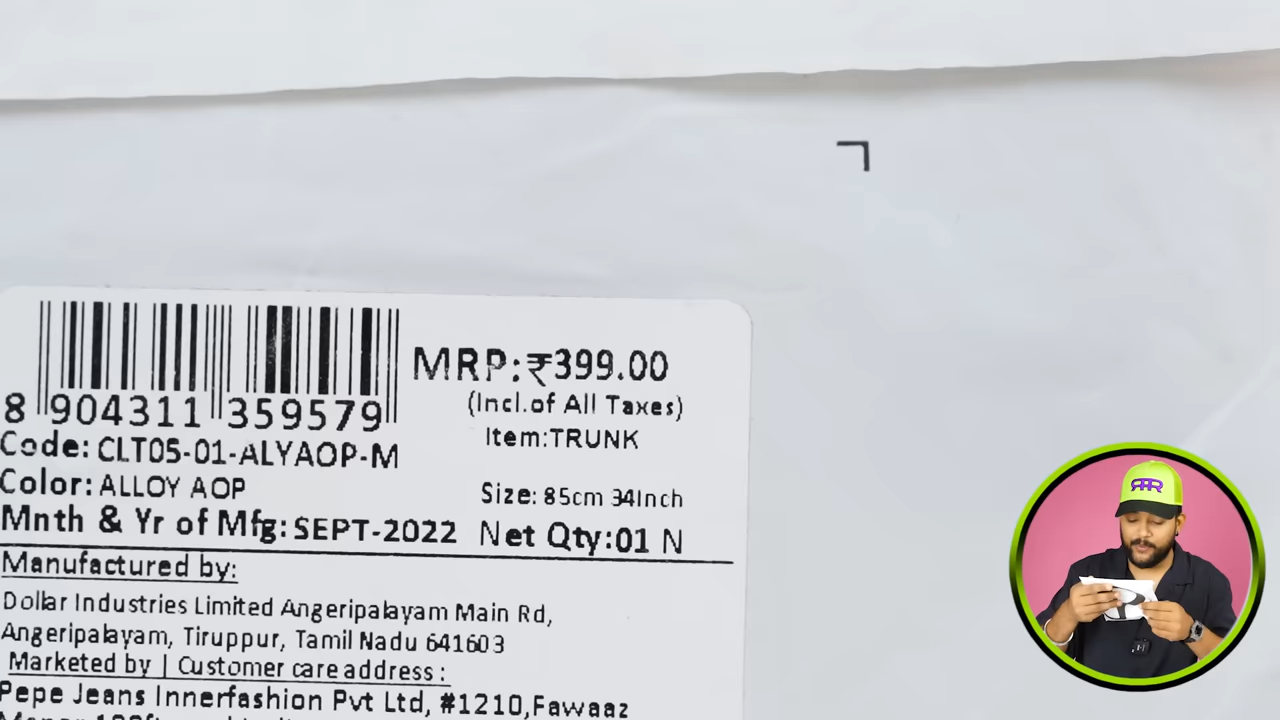 MRP:₹399.00
(Incl.of All Taxes)
Item:TRUNK
8 904311 359579
Code: CLT05-01-ALYAOP-M
Color: ALLOY AOP
Size: 85cm 34Inch
Mnth & Yr of Mfg: SEPT-2022 Net Qty:01 N
Manufactured by:
Dollar Industries Limited Angeripalayam Main Rd,
Angeripalayam, Tiruppur, Tamil Nadu 641603
Marketed by | Customer care address :
Pepe Jeans Innerfashion Pvt Ltd, #1210,Fawaaz
RRR